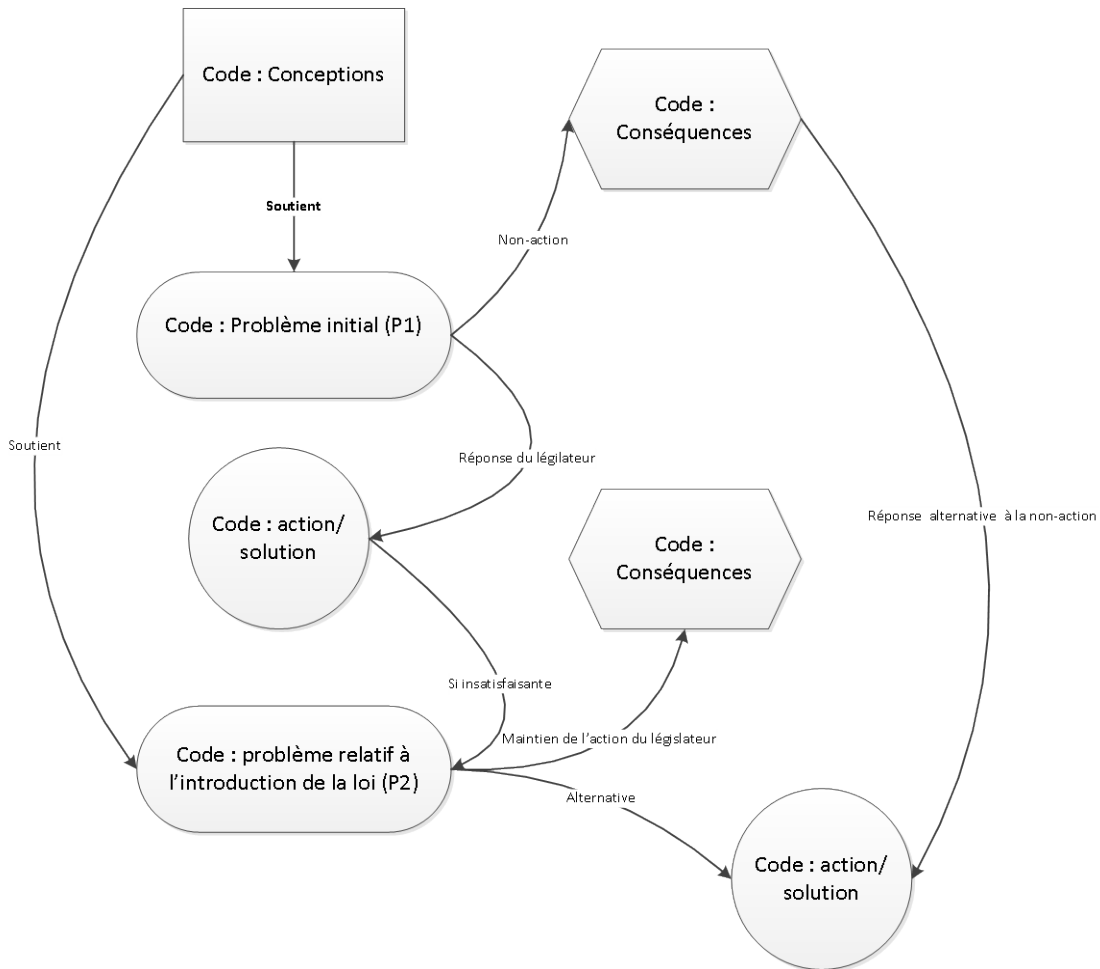 Code : Conceptions
Code :
Conséquences
Soutient
Non-action
Code : Problème initial (P1)
Soutient
Réponse du légilateur
Code : action/
solution
Code :
Conséquences
Réponse alternative à la non-action
Si insatisfaisante
Maintien de l'action du législateur
Code : problème relatif à
l'introduction de la loi (P2)
Alternative
Code : action/
solution